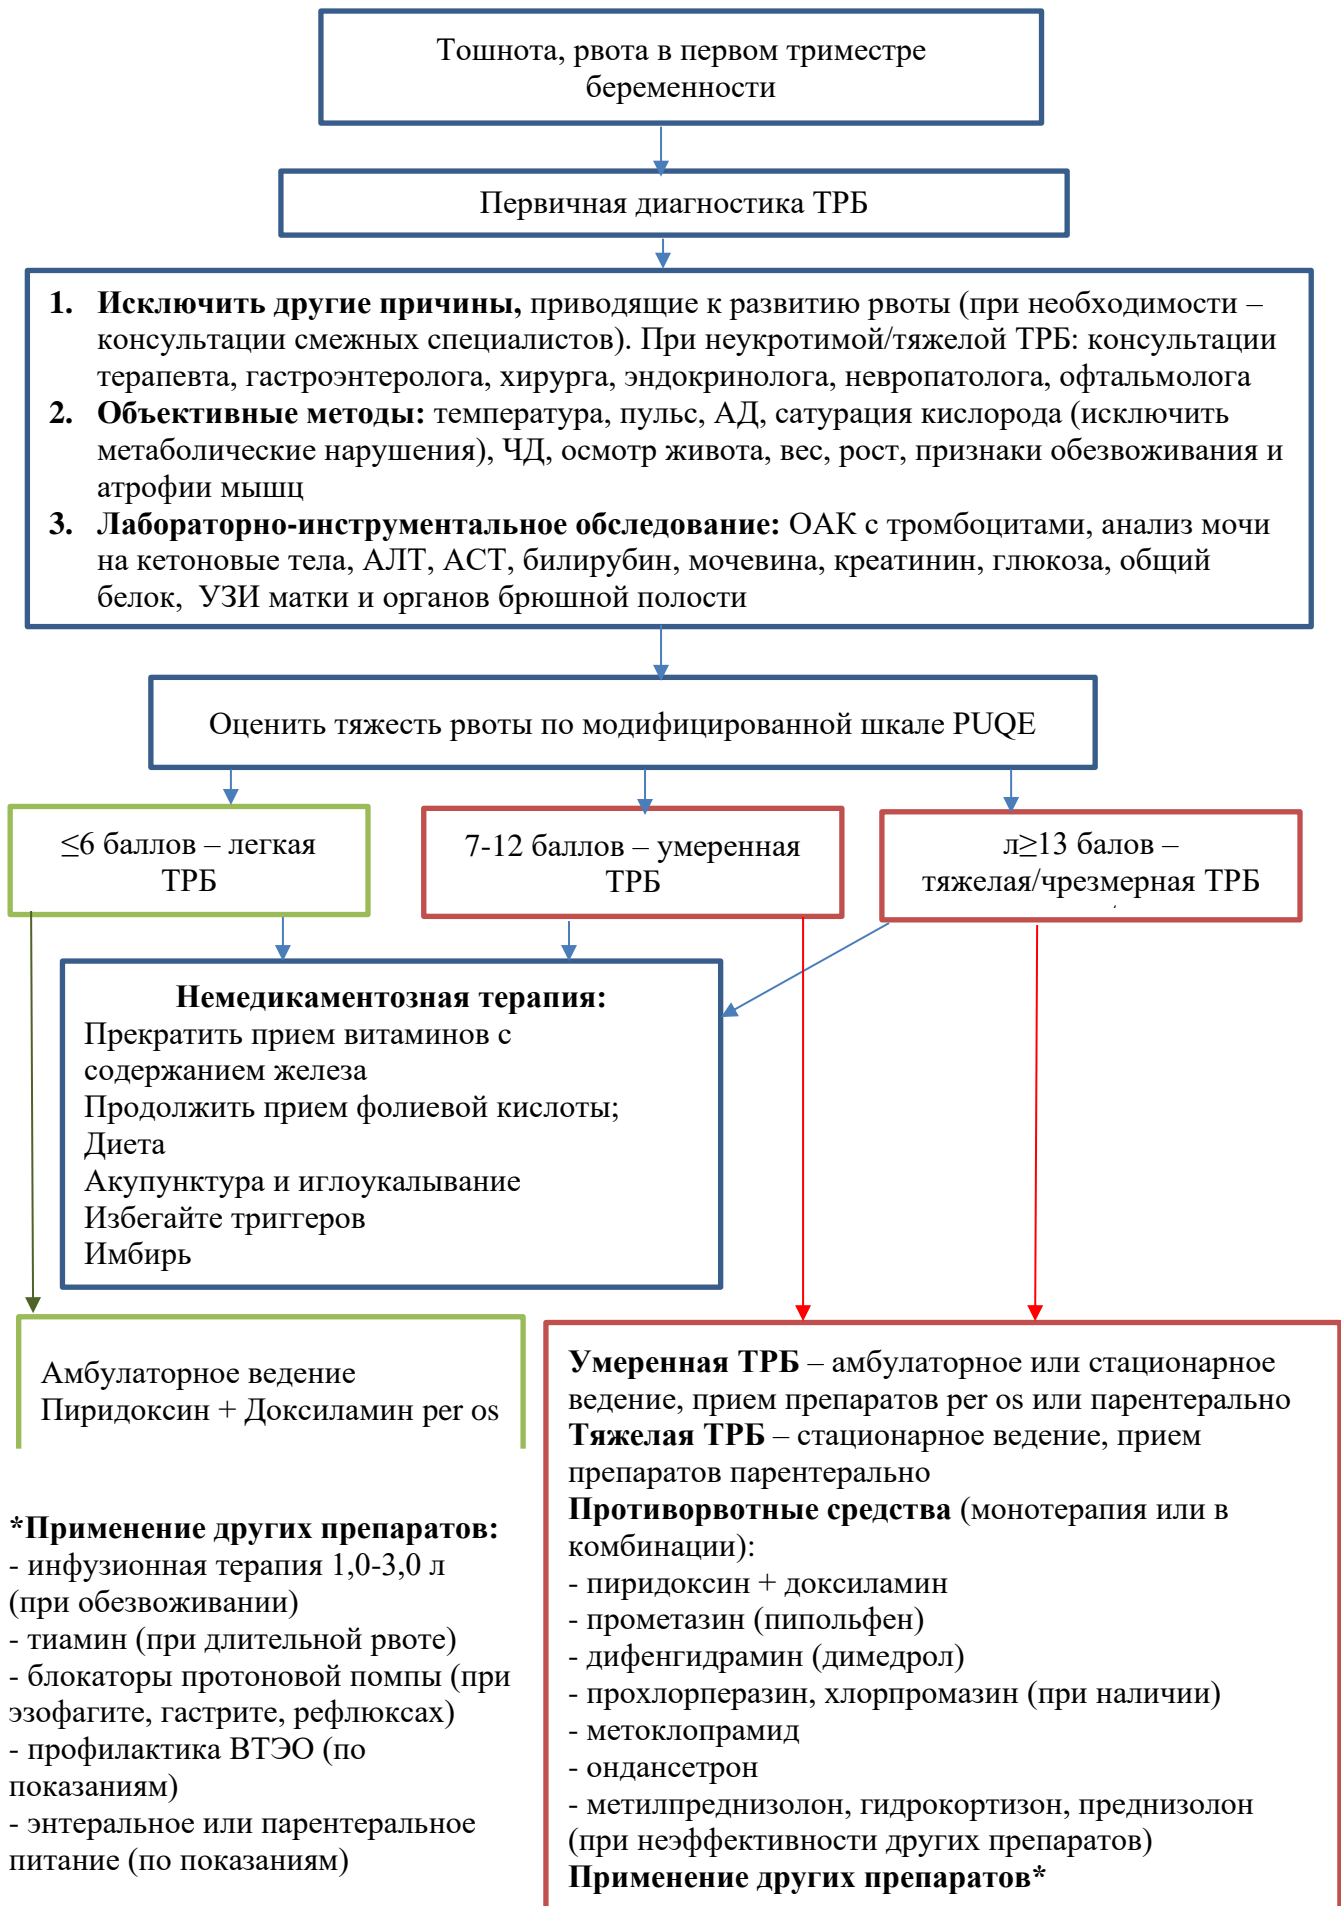 Тошнота, рвота в первом триместре
беременности
Первичная диагностика ТРБ
1. Исключить другие причины, приводящие к развитию рвоты (при необходимости –
консультации смежных специалистов). При неукротимой/тяжелой ТРБ: консультации
терапевта, гастроэнтеролога, хирурга, эндокринолога, невропатолога, офтальмолога
2. Объективные методы: температура, пульс, АД, сатурация кислорода (исключить
метаболические нарушения), ЧД, осмотр живота, вес, рост, признаки обезвоживания и
атрофии мышц
3. Лабораторно-инструментальное обследование: ОАК с тромбоцитами, анализ мочи
на кетоновые тела, АЛТ, АСТ, билирубин, мочевина, креатинин, глюкоза, общий
белок, УЗИ матки и органов брюшной полости
Оценить тяжесть рвоты по модифицированной шкале PUQE
≤6 баллов – легкая
ТРБ
7-12 баллов – умеренная
ТРБ
л≥13 балов –
тяжелая/чрезмерная ТРБ
Немедикаментозная терапия:
Прекратить прием витаминов с
содержанием железа
Продолжить прием фолиевой кислоты;
Диета
Акупунктура и иглоукалывание
Избегайте триггеров
Имбирь
Амбулаторное ведение
Пиридоксин + Доксиламин per os
*Применение других препаратов:
- инфузионная терапия 1,0-3,0 л
(при обезвоживании)
- тиамин (при длительной рвоте)
- блокаторы протоновой помпы (при
эзофагите, гастрите, рефлюксах)
- профилактика ВТЭО (по
показаниям)
- энтеральное или парентеральное
питание (по показаниям)
Умеренная ТРБ – амбулаторное или стационарное
ведение, прием препаратов per os или парентерально
Тяжелая ТРБ – стационарное ведение, прием
препаратов парентерально
Противорвотные средства (монотерапия или в
комбинации):
- пиридоксин + доксиламин
- прометазин (пипольфен)
- дифенгидрамин (димедрол)
- прохлорперазин, хлорпромазин (при наличии)
- метоклопрамид
- ондансетрон
- метилпреднизолон, гидрокортизон, преднизолон
(при неэффективности других препаратов)
Применение других препаратов*